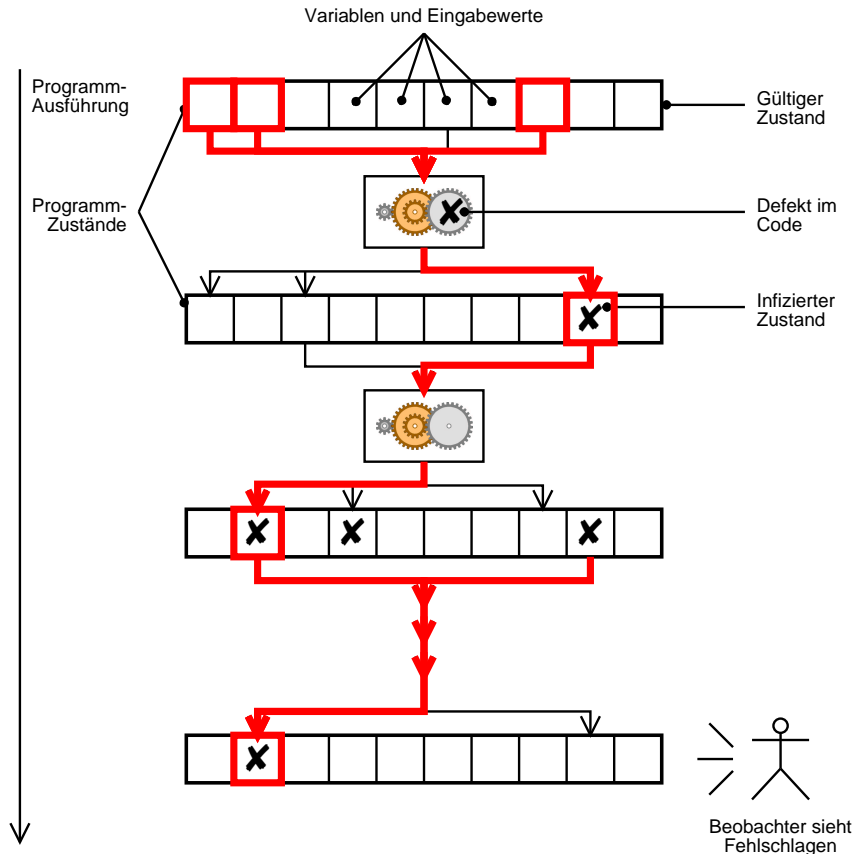 Variablen und Eingabewerte
Programm-
Ausführung
Gültiger
Zustand
Programm-
Zustände
Defekt im
Code
Infizierter
Zustand
Beobachter sieht
Fehlschlagen